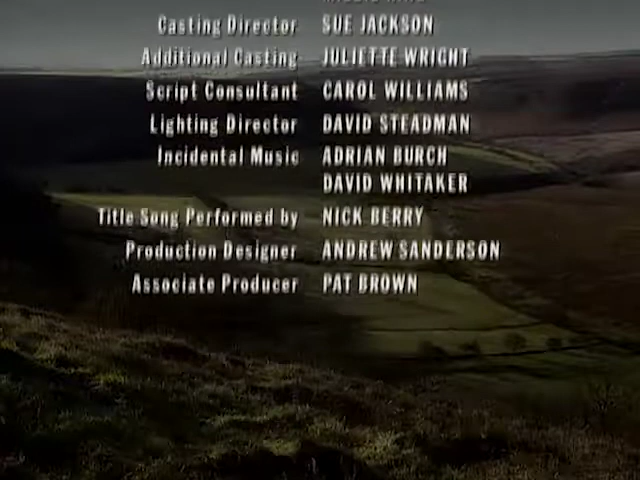 Casting Director SUE JACKSON
Additional Casting JULIETTE WRIGHT
Script Consultant CAROL WILLIAMS
Lighting Director DAVID STEADMAN
Incidental Music ADRIAN BURCH
DAVID WHITAKER
Title Song Performed by NICK BERRY
Production Designer ANDREW SANDERSON
Associate Producer PAT BROWN